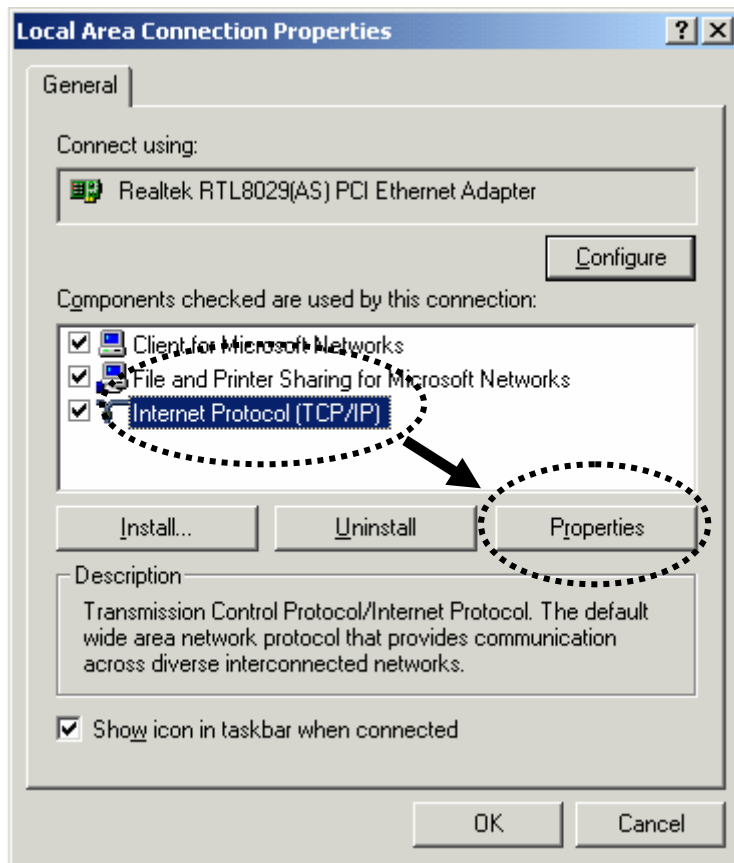 Local Area Connection Properties
General
Connect using:
Realtek RTL8029(AS) PCI Ethernet Adapter
Configure
Components checked are used by this connection:
Client for Microsoft Networks
File and Printer Sharing for Microsoft Networks
Internet Protocol (TCP/IP)
Install... Uninstall Properties
Description
Transmission Control Protocol/Internet Protocol. The default
wide area network protocol that provides communication
across diverse interconnected networks.
Show icon in taskbar when connected
OK Cancel